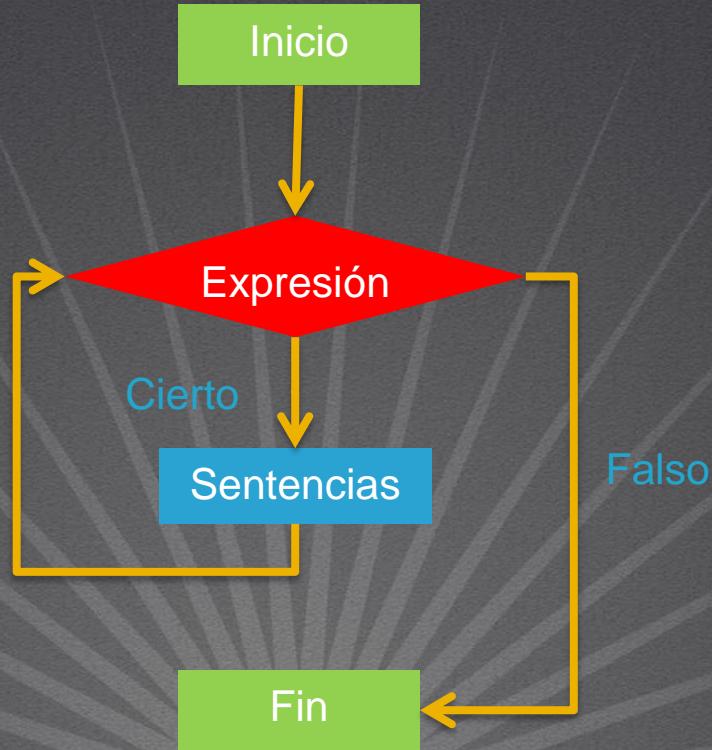 Inicio
Expresión
Cierto
Sentencias
Falso
Fin